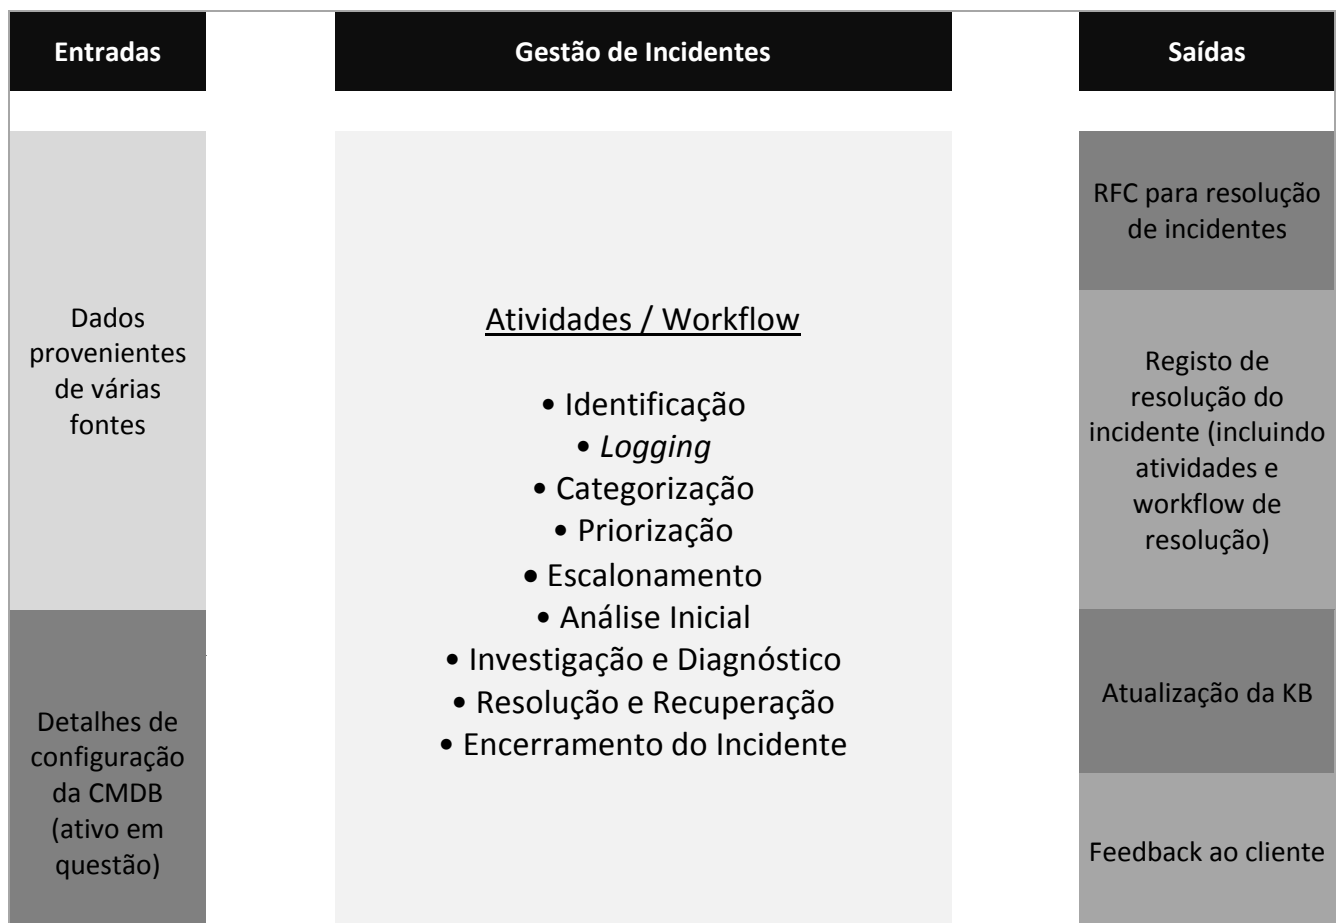 Entradas
Gestão de Incidentes
Saídas
Dados
provenientes
de várias
fontes
Detalhes de
configuração
da CMDB
(ativo em
questão)
Atividades / Workflow
• Identificação
• Logging
• Categorização
• Priorização
• Escalonamento
• Análise Inicial
• Investigação e Diagnóstico
• Resolução e Recuperação
• Encerramento do Incidente
RFC para resolução
de incidentes
Registo de
resolução do
incidente (incluindo
atividades e
workflow de
resolução)
Atualização da KB
Feedback ao cliente